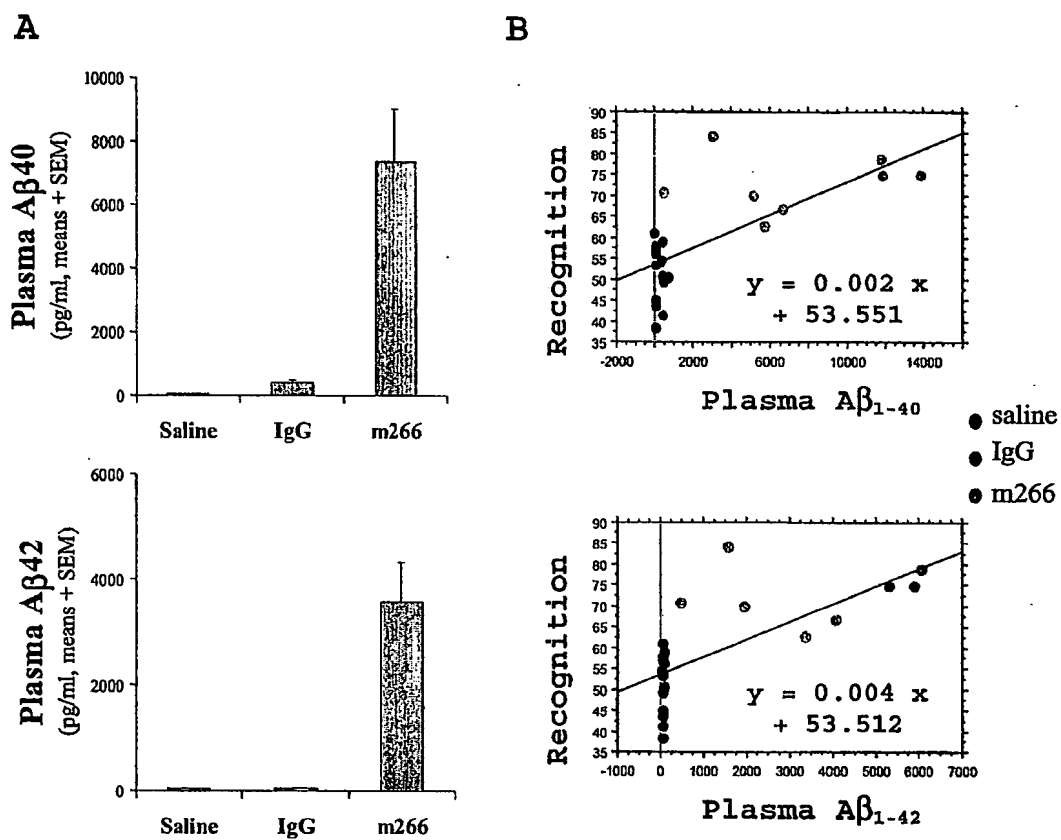 A
B
Plasma Aβ40
(pg/ml, means + SEM)
10000
8000
6000
4000
2000
0
Saline IgG m266
Recognition
90
85
80
75
70
65
60
55
50
45
40
35
y = 0.002 x
+ 53.551
-2000 0 2000 6000 10000 14000
Plasma Aβ1-40
saline
IgG
m266
Plasma Aβ42
(pg/ml, means + SEM)
6000
4000
2000
0
Saline IgG m266
Recognition
90
85
80
75
70
65
60
55
50
45
40
35
y = 0.004 x
+ 53.512
-1000 0 1000 2000 3000 4000 5000 6000 7000
Plasma Aβ1-42